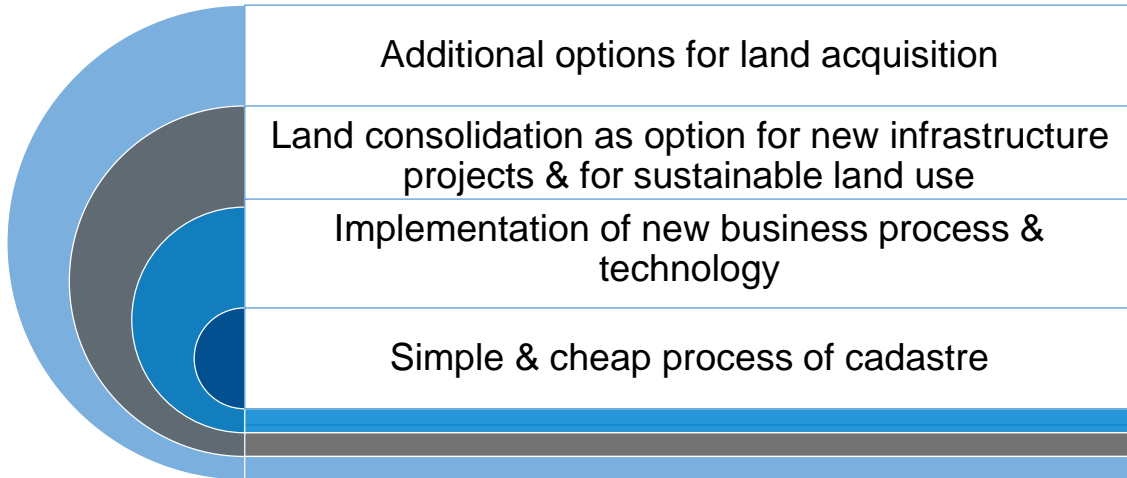 Additional options for land acquisition
Land consolidation as option for new infrastructure
projects & for sustainable land use
Implementation of new business process &
technology
Simple & cheap process of cadastre